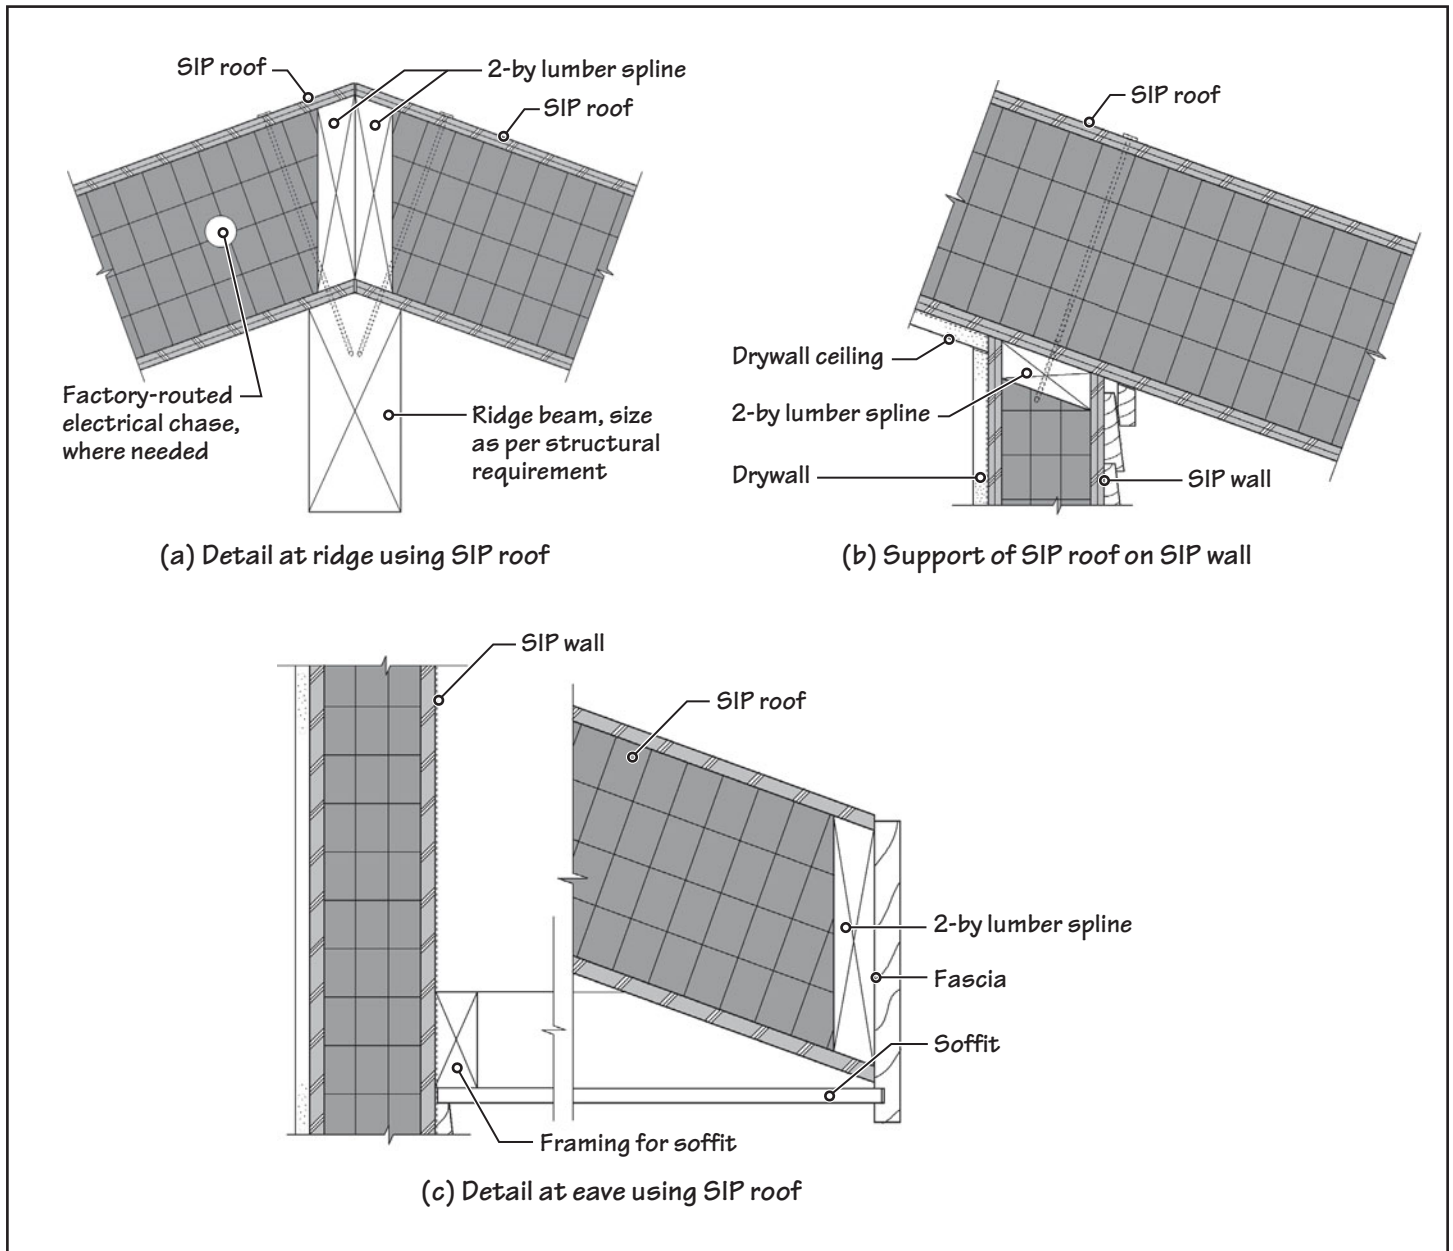 SIP roof
2-by lumber spline
SIP roof
Factory-routed
electrical chase,
where needed
Ridge beam, size
as per structural
requirement
(a) Detail at ridge using SIP roof
SIP roof
Drywall ceiling
2-by lumber spline
Drywall
SIP wall
(b) Support of SIP roof on SIP wall
SIP wall
SIP roof
2-by lumber spline
Fascia
Soffit
Framing for soffit
(c) Detail at eave using SIP roof